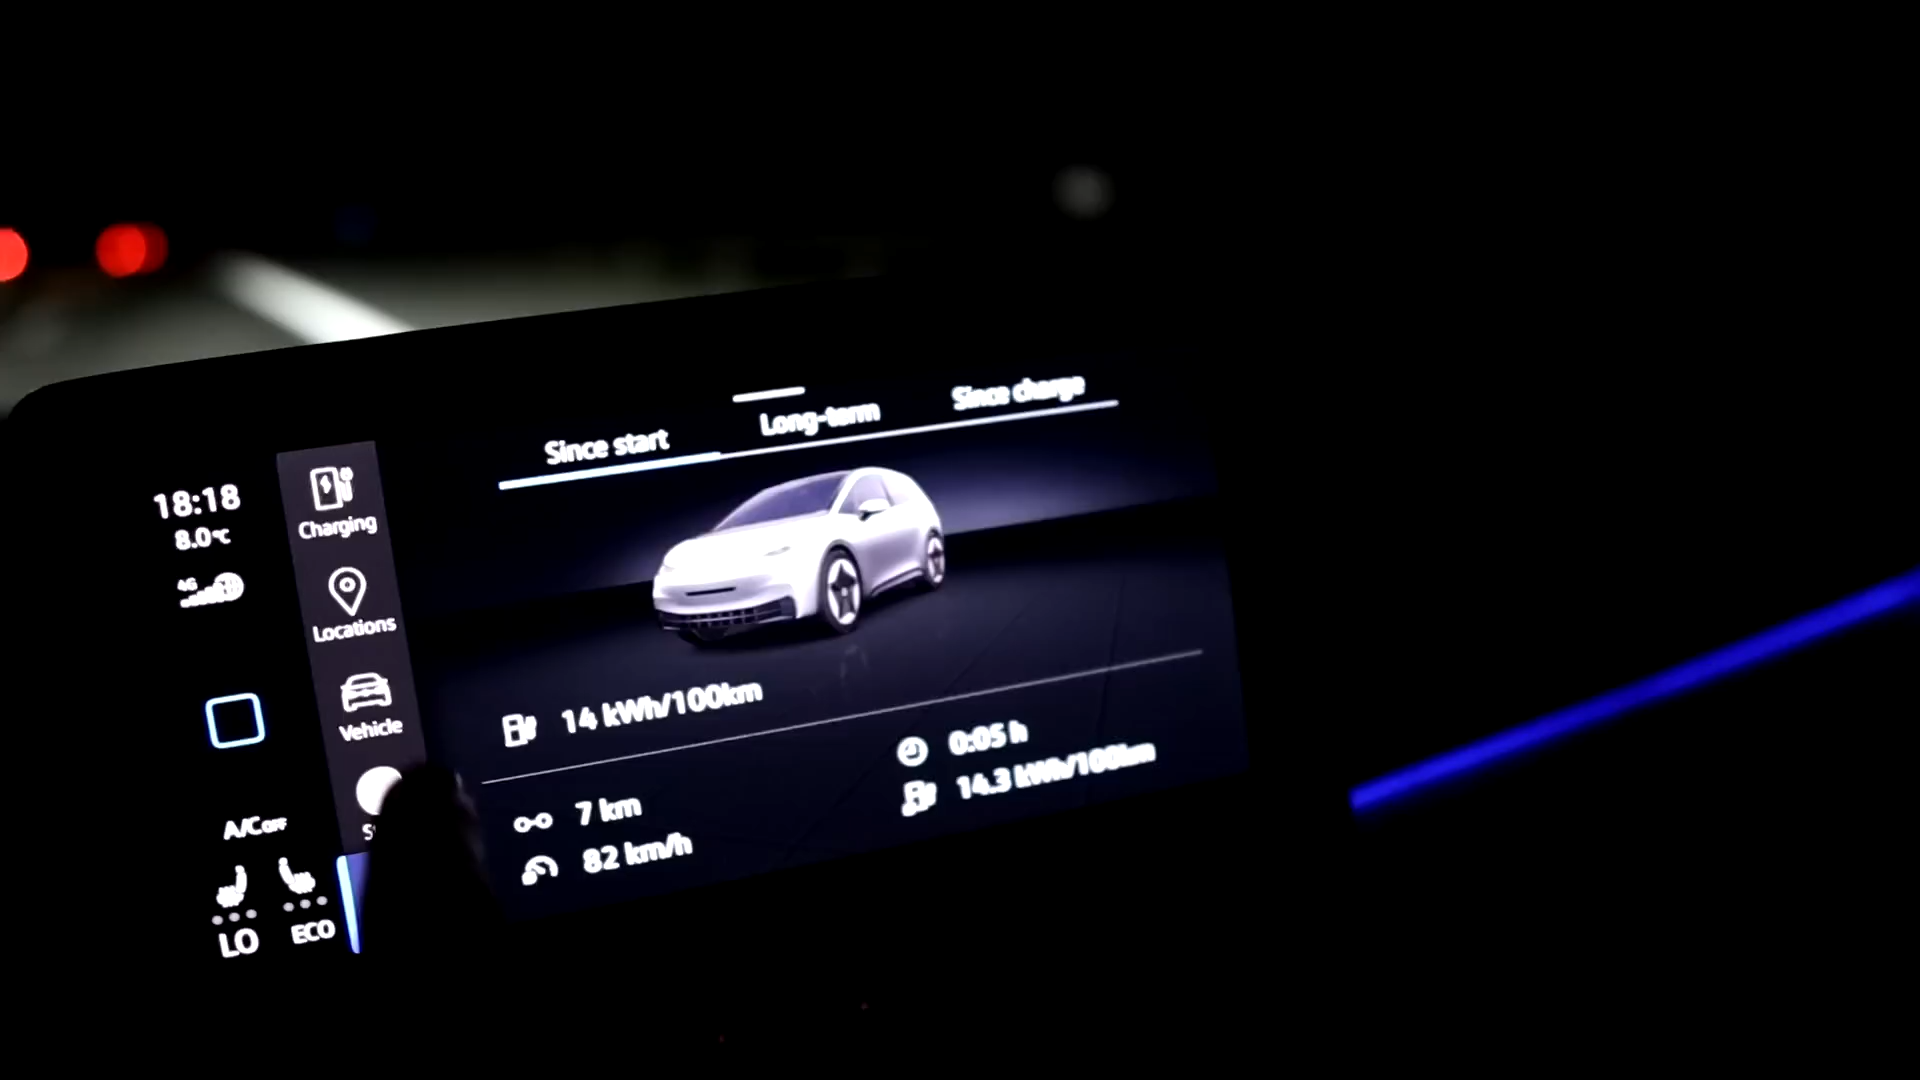 18:18
8.0°C
4G
A/C OFF
LO
ECO
Charging
Locations
Vehicle
Since start
Long-term
Since charge
14 kWh/100km
7 km
82 km/h
0:05 h
14.3 kWh/100km